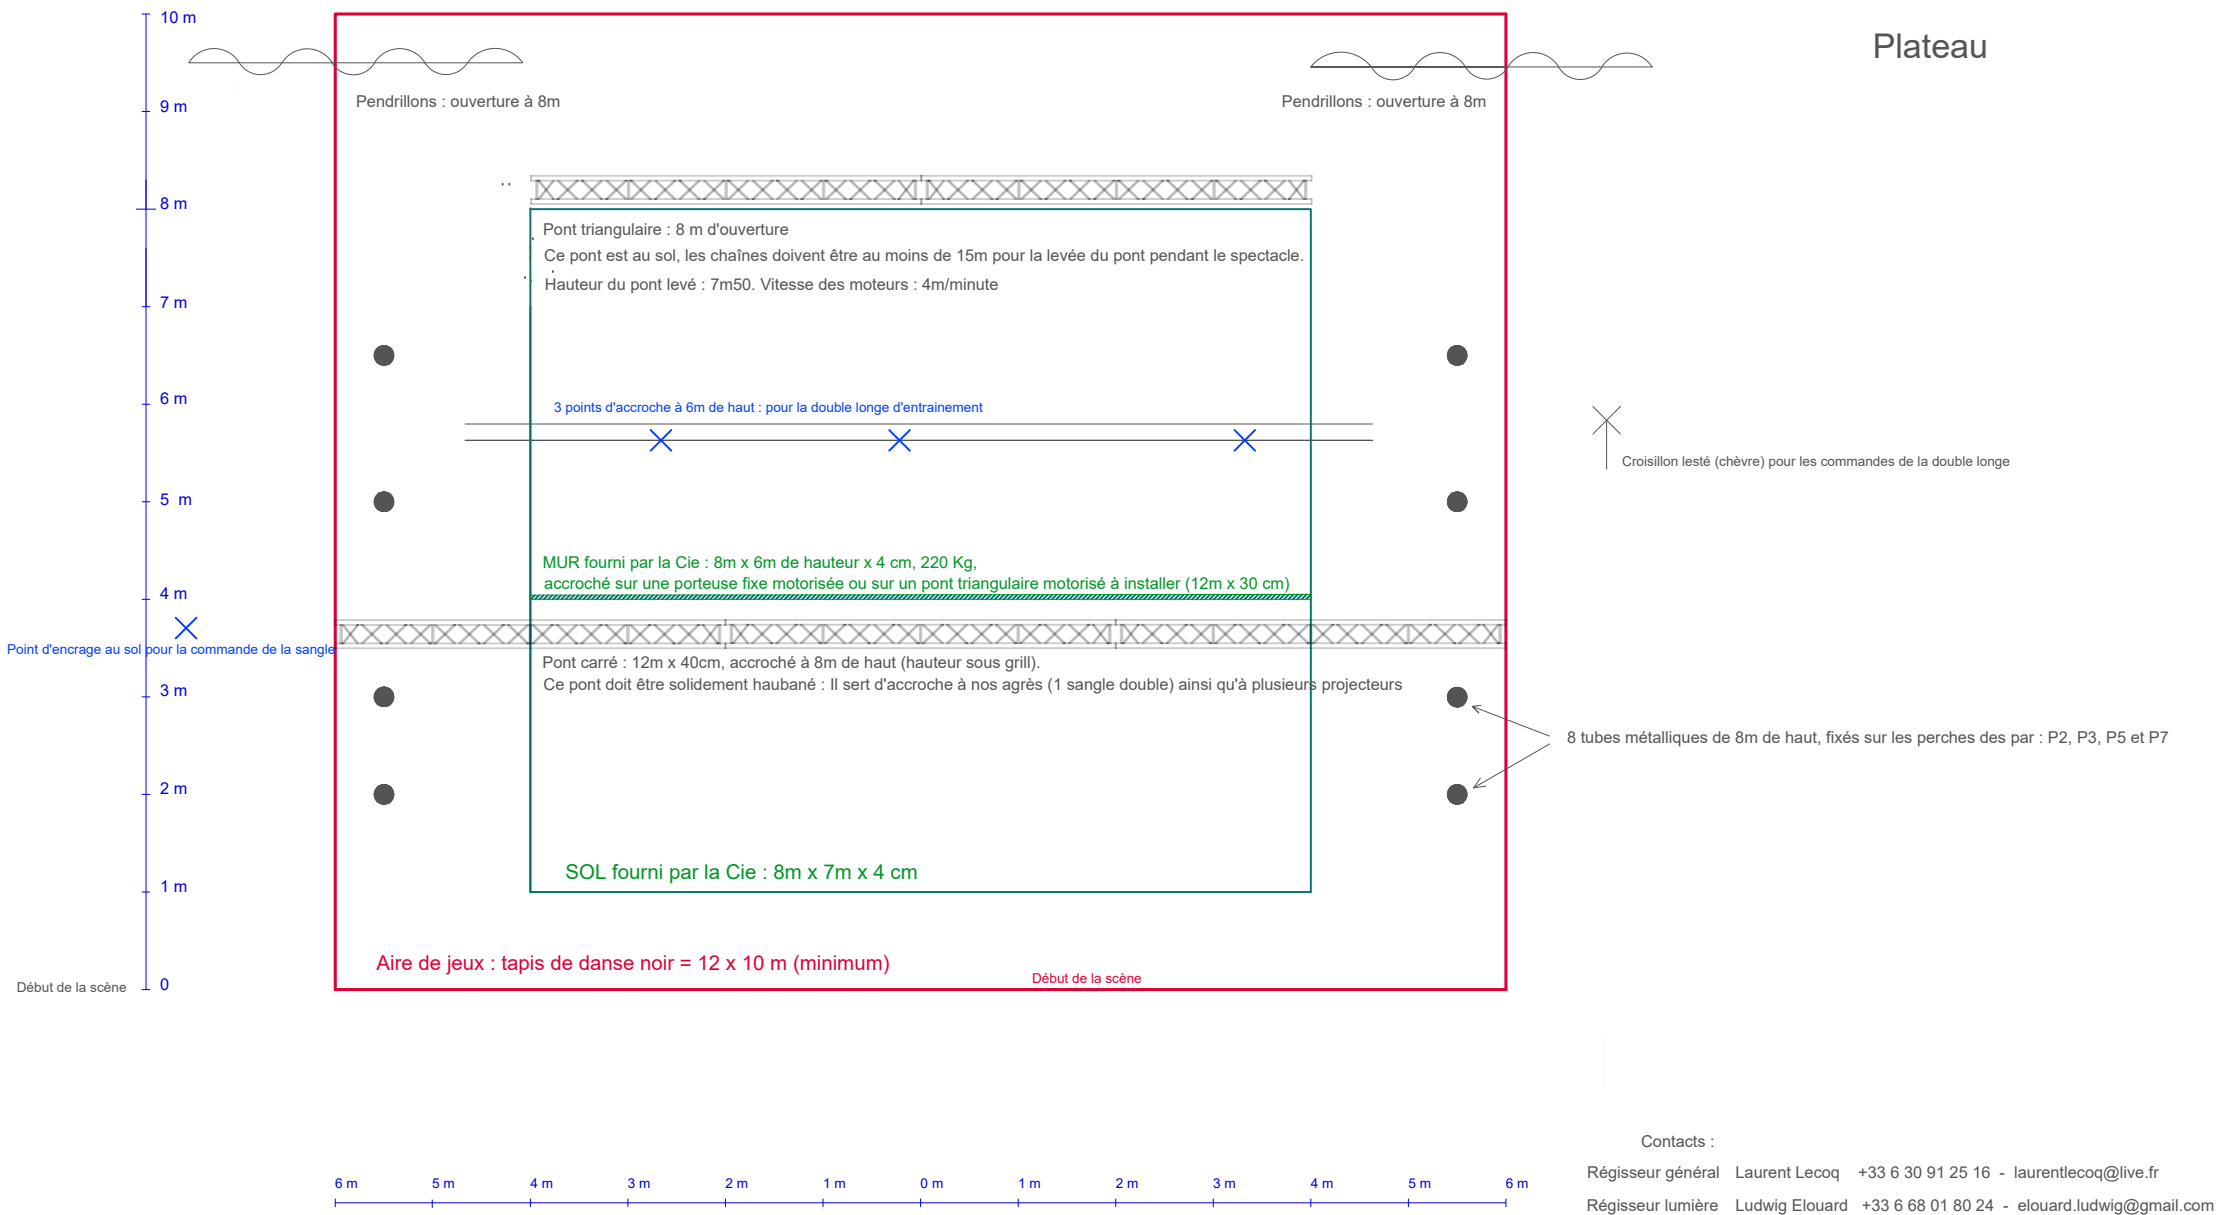 10 m
Plateau
Pendrillons : ouverture à 8m
Pendrillons : ouverture à 8m
9 m
8 m
Pont triangulaire : 8 m d'ouverture
Ce pont est au sol, les chaînes doivent être au moins de 15m pour la levée du pont pendant le spectacle.
Hauteur du pont levé : 7m50. Vitesse des moteurs : 4m/minute
7 m
6 m
3 points d'accroche à 6m de haut : pour la double longe d'entrainement
Croisillon lesté (chèvre) pour les commandes de la double longe
5 m
MUR fourni par la Cie : 8m x 6m de hauteur x 4 cm, 220 Kg,
accroché sur une porteuse fixe motorisée ou sur un pont triangulaire motorisé à installer (12m x 30 cm)
4 m
Point d'encrage au sol pour la commande de la sangle
Pont carré : 12m x 40cm, accroché à 8m de haut (hauteur sous grill).
Ce pont doit être solidement haubané : Il sert d'accroche à nos agrès (1 sangle double) ainsi qu'à plusieurs projecteurs
3 m
8 tubes métalliques de 8m de haut, fixés sur les perches des par : P2, P3, P5 et P7
2 m
SOL fourni par la Cie : 8m x 7m x 4 cm
1 m
Aire de jeux : tapis de danse noir = 12 x 10 m (minimum)
Début de la scène
Début de la scène
0
Contacts :
Régisseur général Laurent Lecoq +33 6 30 91 25 16 - laurentlecoq@live.fr
Régisseur lumière Ludwig Elouard +33 6 68 01 80 24 - elouard.ludwig@gmail.com
6 m 5 m 4 m 3 m 2 m 1 m 0 m 1 m 2 m 3 m 4 m 5 m 6 m